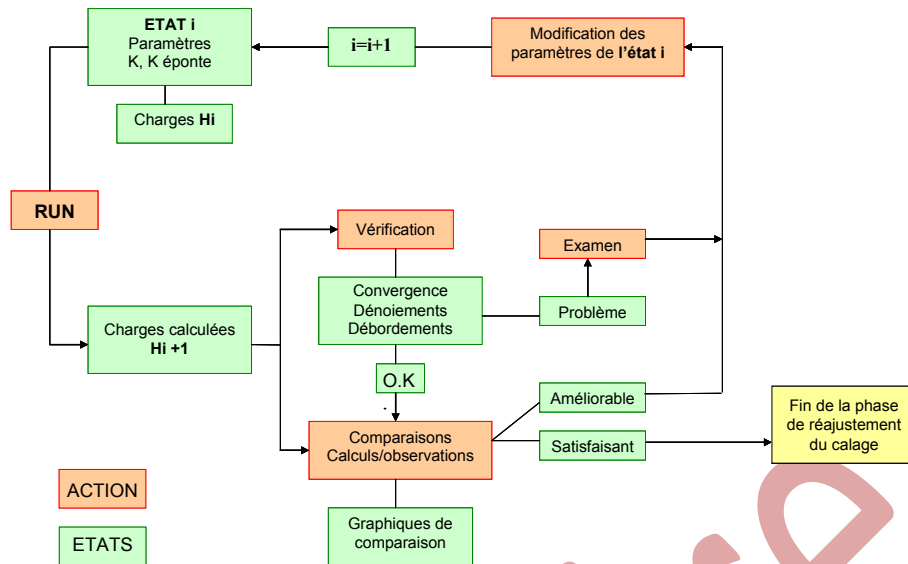 ETAT i
Paramètres
K, K éponte
i=i+1
Modification des
paramètres de l'état i
Charges Hi
RUN
Vérification
Examen
Convergence
Dénoiements
Débordements
Problème
Charges calculées
Hi +1
O.K
Améliorable
Comparaisons
Calculs/observations
Satisfaisant
Fin de la phase
de réajustement
du calage
ACTION
Graphiques de
comparaison
ETATS